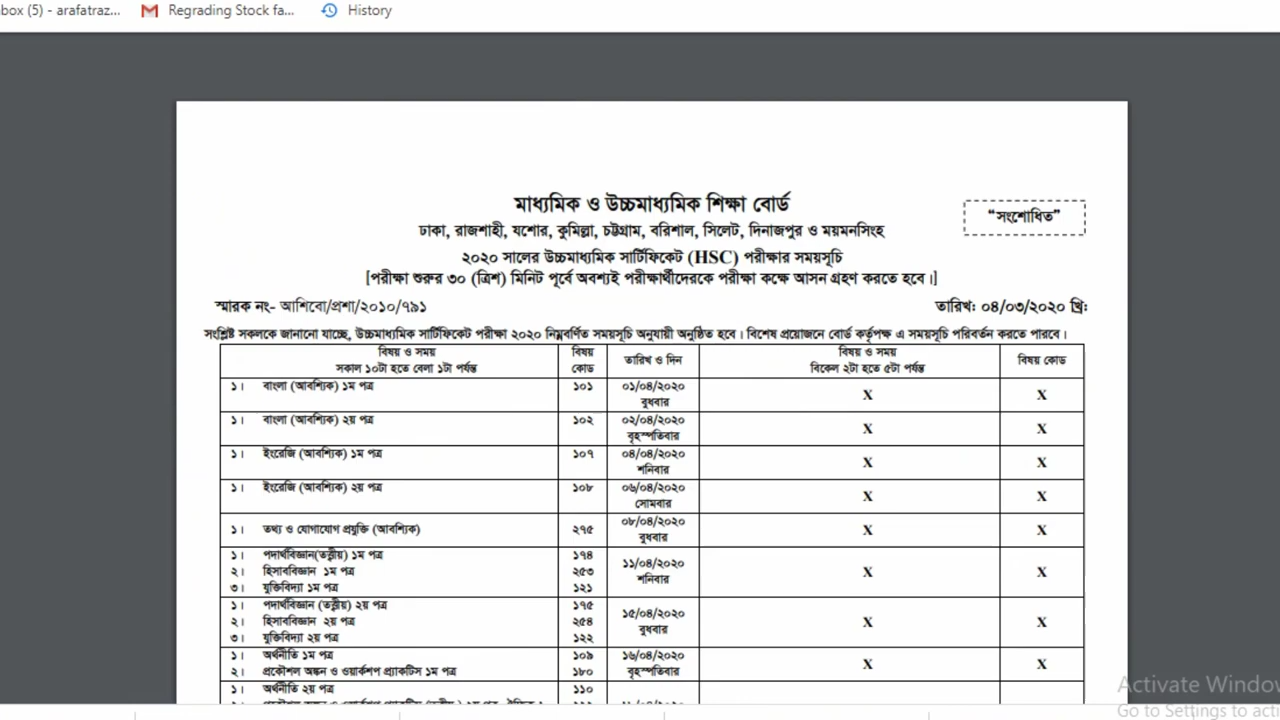 box (5) - arafatraz... Regrading Stock fa... History
মাধ্যমিক ও উচ্চমাধ্যমিক শিক্ষা বোর্ড
"সংশোধিত"
ঢাকা, রাজশাহী, যশোর, কুমিল্লা, চট্টগ্রাম, বরিশাল, সিলেট, দিনাজপুর ও ময়মনসিংহ
২০২০ সালের উচ্চমাধ্যমিক সার্টিফিকেট (HSC) পরীক্ষার সময়সূচি
[পরীক্ষা শুরুর ৩০ (ত্রিশ) মিনিট পূর্বে অবশ্যই পরীক্ষার্থীদেরকে পরীক্ষা কক্ষে আসন গ্রহণ করতে হবে।]
স্মারক নং- আশিবো/প্রশা/২০১০/৭৯১ তারিখ: ০৪/০৩/২০২০ খ্রি:
সংশ্লিষ্ট সকলকে জানানো যাচ্ছে, উচ্চমাধ্যমিক সার্টিফিকেট পরীক্ষা ২০২০ নিম্নবর্ণিত সময়সূচি অনুযায়ী অনুষ্ঠিত হবে। বিশেষ প্রয়োজনে বোর্ড কর্তৃপক্ষ এ সময়সূচি পরিবর্তন করতে পারবে।
বিষয় ও সময় বিষয় তারিখ ও দিন বিষয় ও সময় বিষয় কোড
সকাল ১০টা হতে বেলা ১টা পর্যন্ত কোড বিকেল ২টা হতে ৫টা পর্যন্ত
১। বাংলা (আবশ্যিক) ১ম পত্র ১০১ ০১/০৪/২০২০ X X
বুধবার
১। বাংলা (আবশ্যিক) ২য় পত্র ১০২ ০২/০৪/২০২০ X X
বৃহস্পতিবার
১। ইংরেজি (আবশ্যিক) ১ম পত্র ১০৭ ০৪/০৪/২০২০ X X
শনিবার
১। ইংরেজি (আবশ্যিক) ২য় পত্র ১০৮ ০৬/০৪/২০২০ X X
সোমবার
১। তথ্য ও যোগাযোগ প্রযুক্তি (আবশ্যিক) ২৭৫ ০৮/০৪/২০২০ X X
বুধবার
১। পদার্থবিজ্ঞান(তত্ত্বীয়) ১ম পত্র ১৭৪ ১১/০৪/২০২০ X X
২। হিসাববিজ্ঞান ১ম পত্র ২৫৩ শনিবার
৩। যুক্তিবিদ্যা ১ম পত্র ১২১
১। পদার্থবিজ্ঞান (তত্ত্বীয়) ২য় পত্র ১৭৫ ১৫/০৪/২০২০ X X
২। হিসাববিজ্ঞান ২য় পত্র ২৫৪ বুধবার
৩। যুক্তিবিদ্যা ২য় পত্র ১২২
১। অর্থনীতি ১ম পত্র ১০৯ ১৬/০৪/২০২০ X X
২। প্রকৌশল অঙ্কন ও ওয়ার্কশপ প্র্যাকটিস ১ম পত্র ১৮০ বৃহস্পতিবার
১। অর্থনীতি ২য় পত্র ১১০
Activate Window
Go to Settings to acti